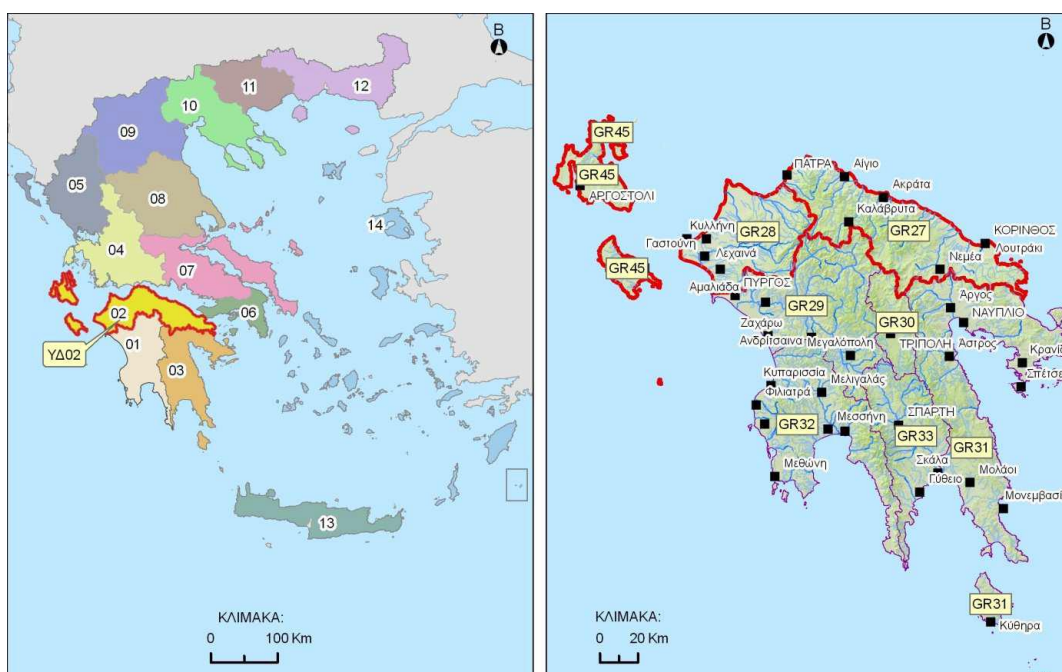 B
11
12
10
09
05
08
14
04
07
06
02
ΥΔ02
01
03
13
ΚΛΙΜΑΚΑ:
0 100 Km
B
GR45
GR45
ΑΡΓΟΣΤΟΛΙ
GR45
ΠΑΤΡΑ
Αίγιο
Ακράτα
Καλάβρυτα
GR28
GR27
Κυλλήνη
Γαστούνη
Λεχαινά
ΚΟΡΙΝΘΟΣ
Λουτράκι
Νεμέα
Αμαλιάδα
ΠΥΡΓΟΣ
GR29
Άργος
ΝΑΥΠΛΙΟ
GR30
Ζαχάρω
Ανδρίτσαινα
Μεγαλόπολη
ΤΡΙΠΟΛΗ
Άστρος
Κρανίδ
Σπέτσε
Κυπαρισσία
Μελιγαλάς
Φιλιατρά
GR32
Μεσσήνη
ΣΠΑΡΤΗ
GR33
GR31
Μεθώνη
Σκάλα
Γύθειο
Μολάοι
Μονεμβασί
GR31
Κύθηρα
ΚΛΙΜΑΚΑ:
0 20 Km